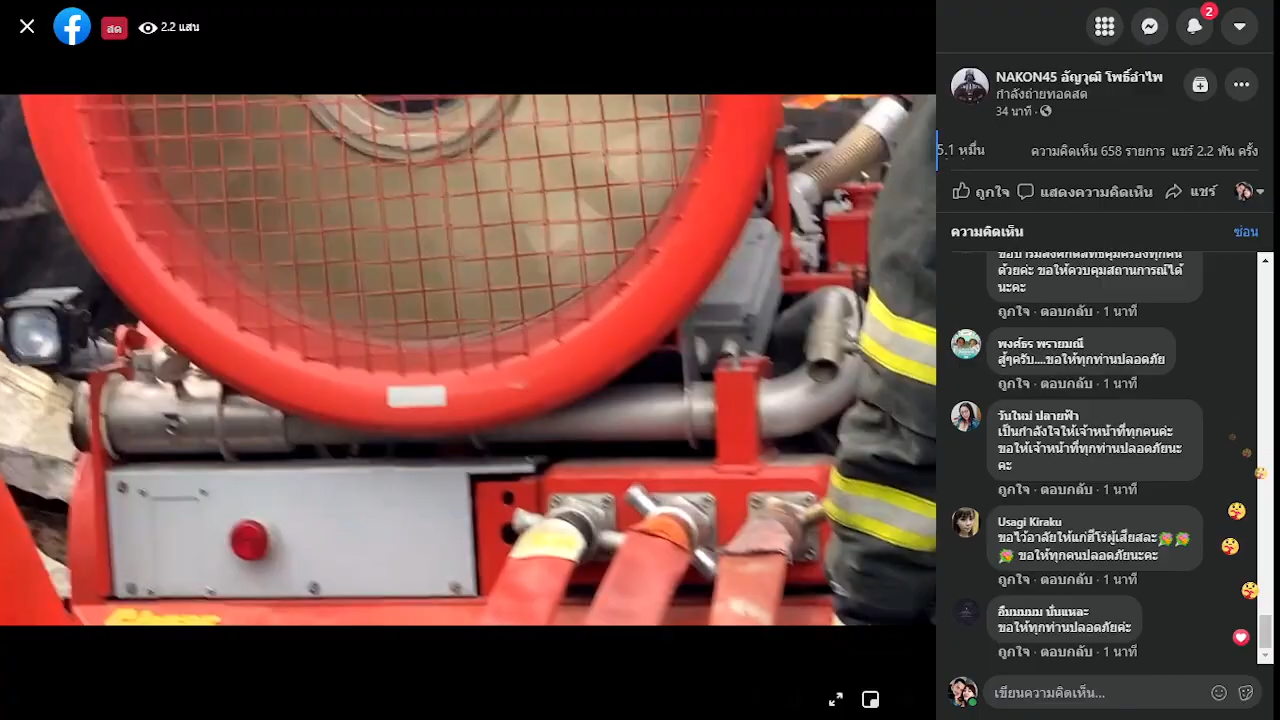 สด
2.2 แสน
2
NAKON45 อัญวุฒิ โพธิ์อำไพ
กำลังถ่ายทอดสด
34 นาที ·
5.1 หมื่น
ความคิดเห็น 658 รายการ แชร์ 2.2 พัน ครั้ง
ถูกใจ
แสดงความคิดเห็น
แชร์
ความคิดเห็น
ซ่อน
ด้วยค่ะ ขอให้ควบคุมสถานการณ์ได้
นะคะ
ถูกใจ · ตอบกลับ · 1 นาที
พงศ์ธร พรายมณี
สู้ๆครับ....ขอให้ทุกท่านปลอดภัย
ถูกใจ · ตอบกลับ · 1 นาที
วันใหม่ ปลายฟ้า
เป็นกำลังใจให้เจ้าหน้าที่ทุกคนค่ะ
ขอให้เจ้าหน้าที่ทุกท่านปลอดภัยนะ
คะ
ถูกใจ · ตอบกลับ · 1 นาที
Usagi Kiraku
ขอไว้อาลัยให้แก่ฮีโร่ผู้เสียสละ💐💐
💐 ขอให้ทุกคนปลอดภัยนะคะ
ถูกใจ · ตอบกลับ · 1 นาที
อืมมมมม นั่นแหละ
ขอให้ทุกท่านปลอดภัยค่ะ
ถูกใจ · ตอบกลับ · 1 นาที
เขียนความคิดเห็น...